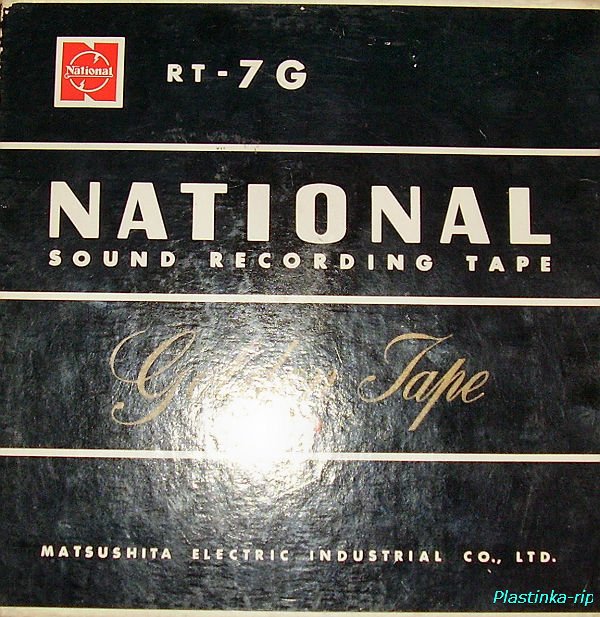 National
RT-7G
NATIONAL
SOUND RECORDING TAPE
Golden Tape
MATSUSHITA ELECTRIC INDUSTRIAL CO., LTD.
Plastinka-rip